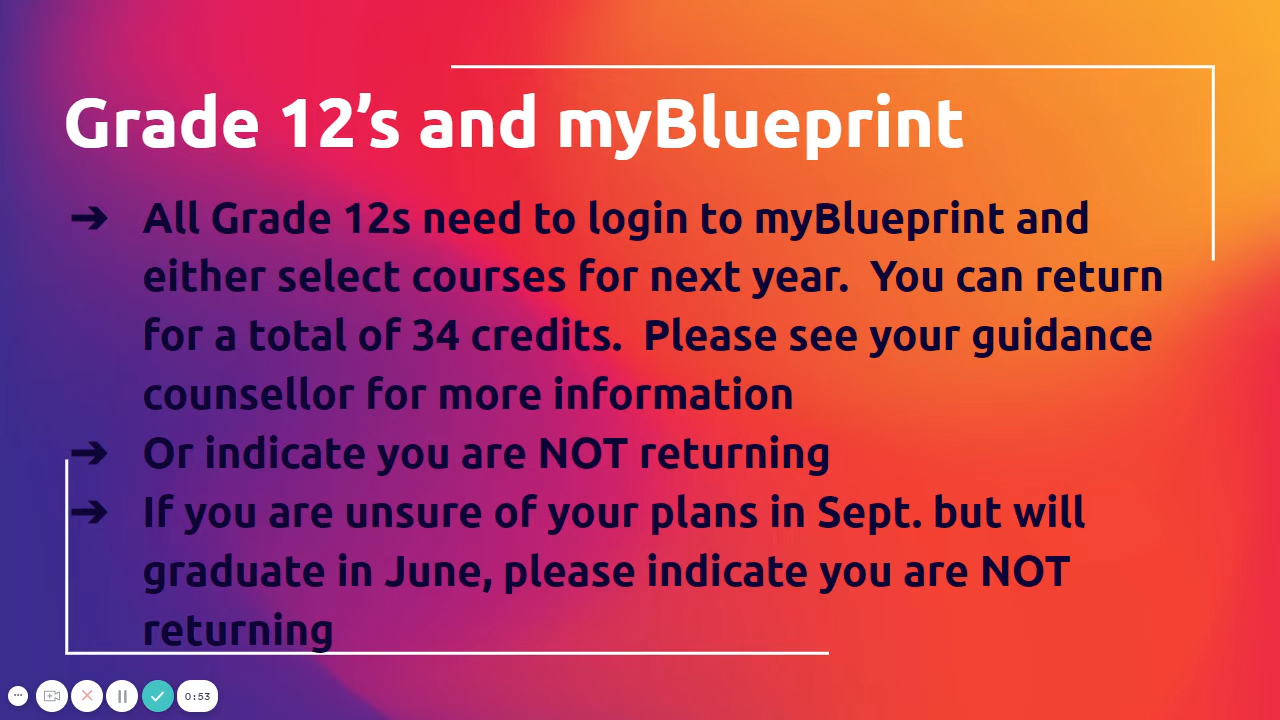 Grade 12’s and myBlueprint
➔ All Grade 12s need to login to myBlueprint and
either select courses for next year.  You can return
for a total of 34 credits.  Please see your guidance
counsellor for more information
➔ Or indicate you are NOT returning
➔ If you are unsure of your plans in Sept. but will
graduate in June, please indicate you are NOT
returning
0:53